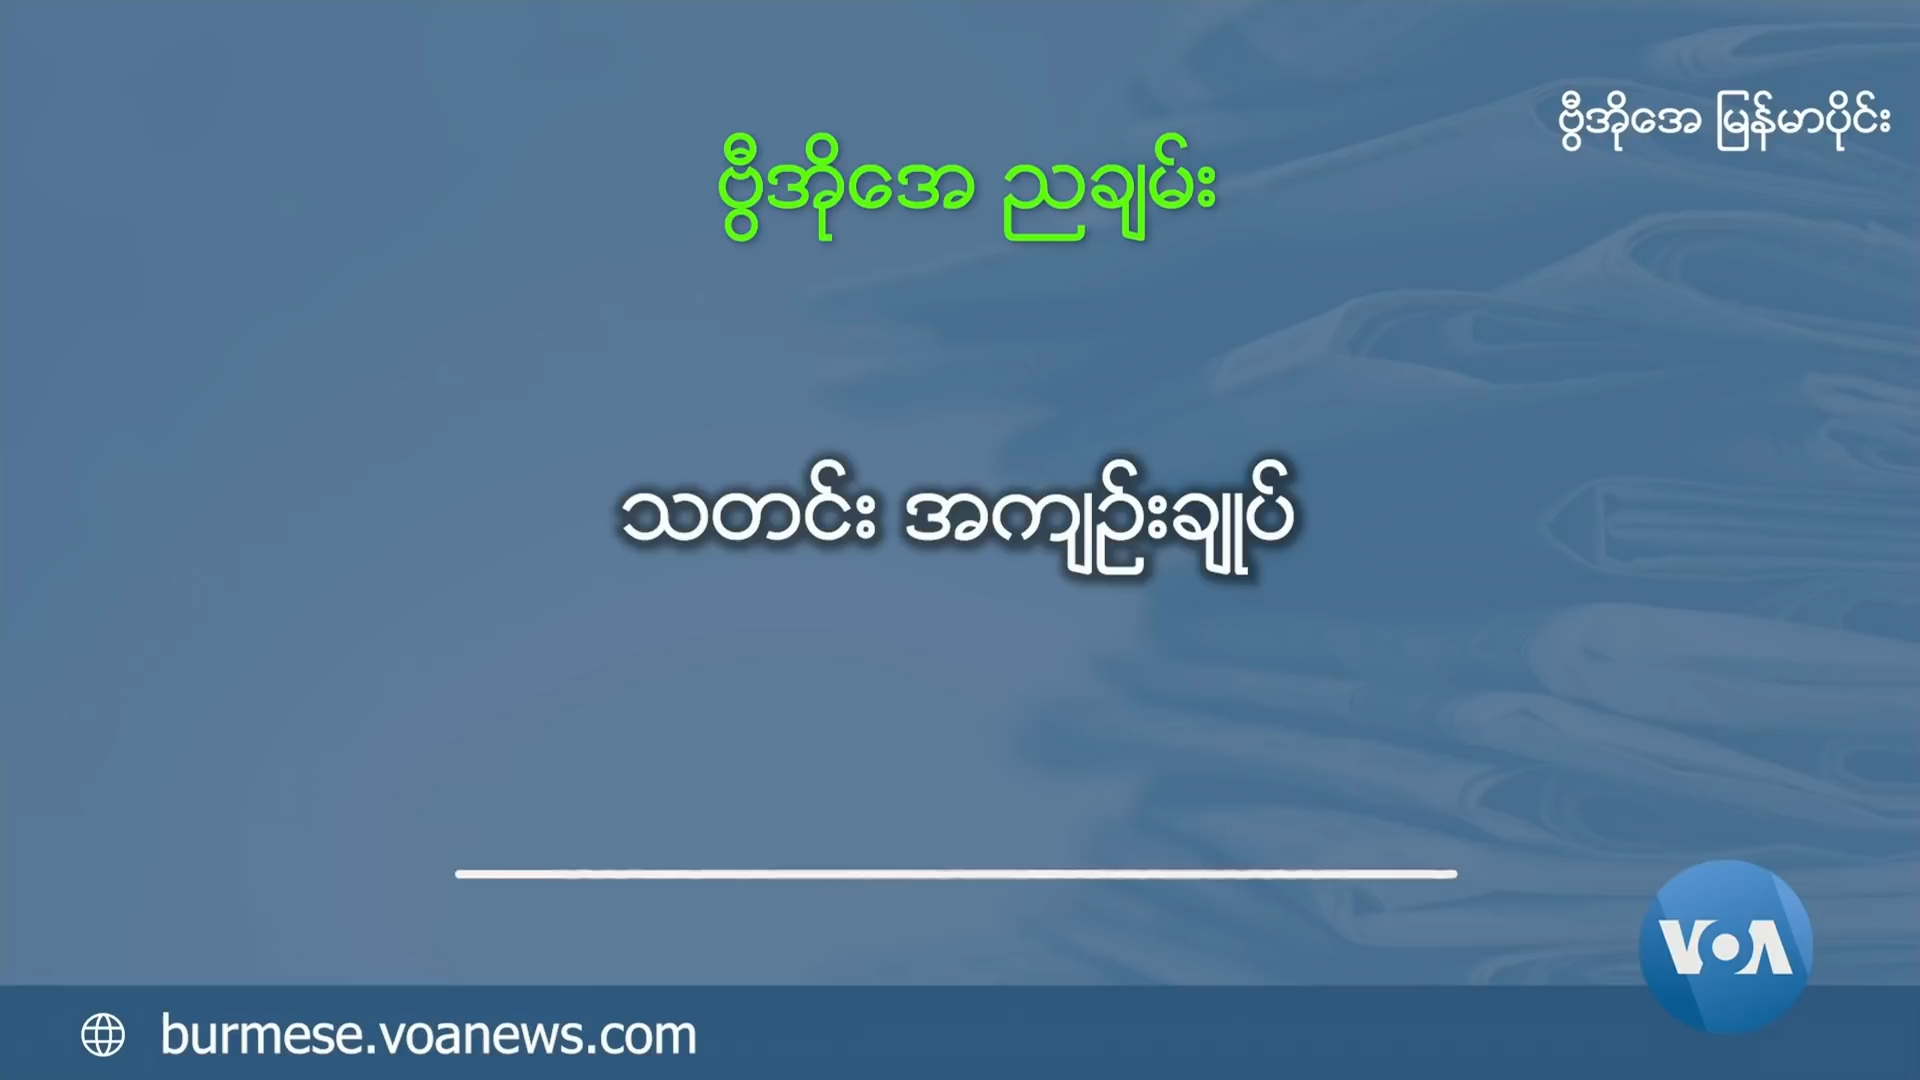 ဗွီအိုအေ မြန်မာပိုင်း
ဗွီအိုအေ ညချမ်း
သတင်း အကျဉ်းချုပ်
VOA
burmese.voanews.com